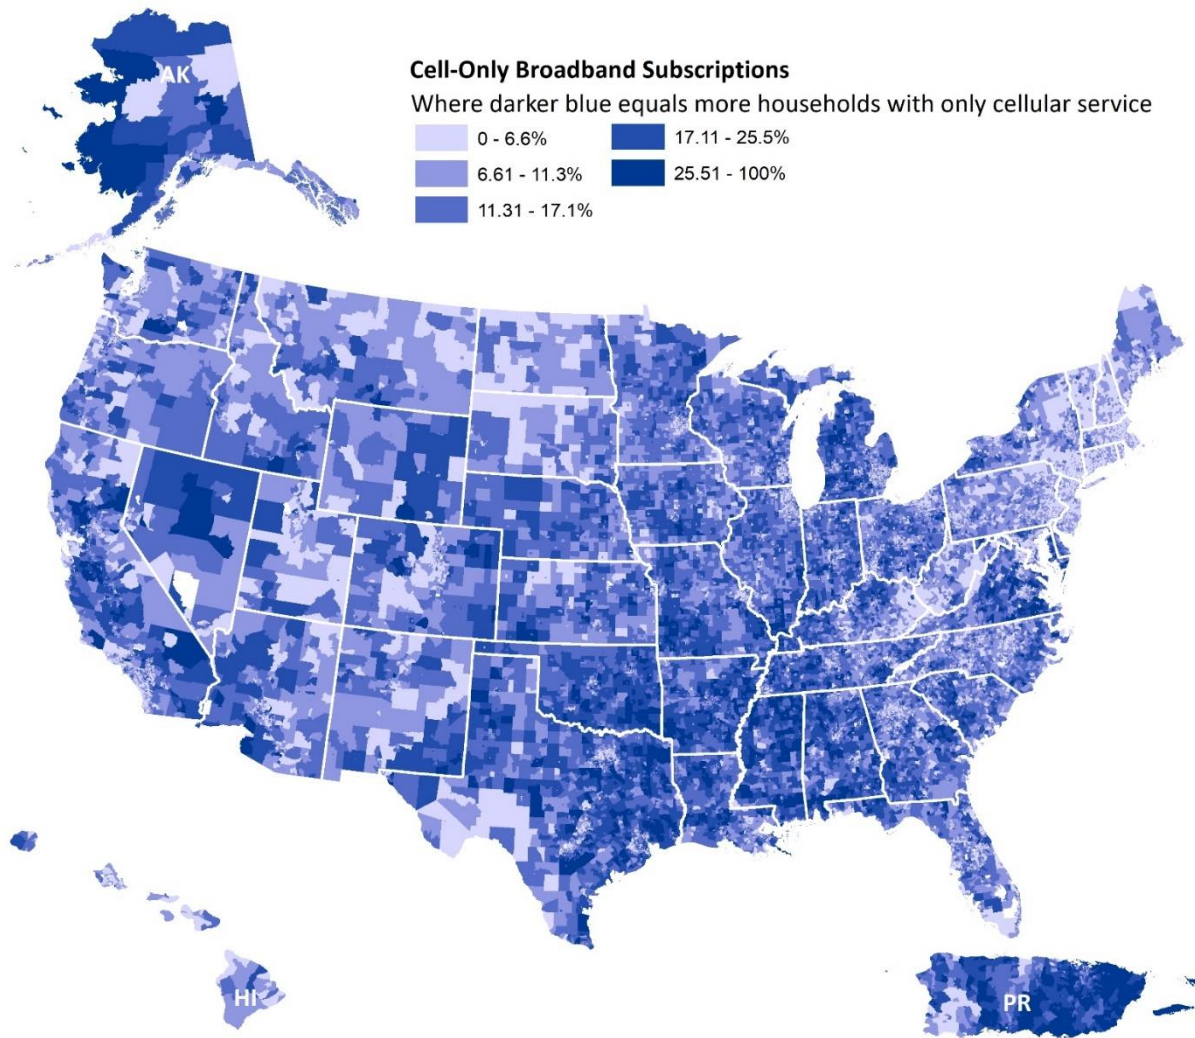 AK
Cell-Only Broadband Subscriptions
Where darker blue equals more households with only cellular service
0 - 6.6%
17.11 - 25.5%
6.61 - 11.3%
25.51 - 100%
11.31 - 17.1%
HI
PR